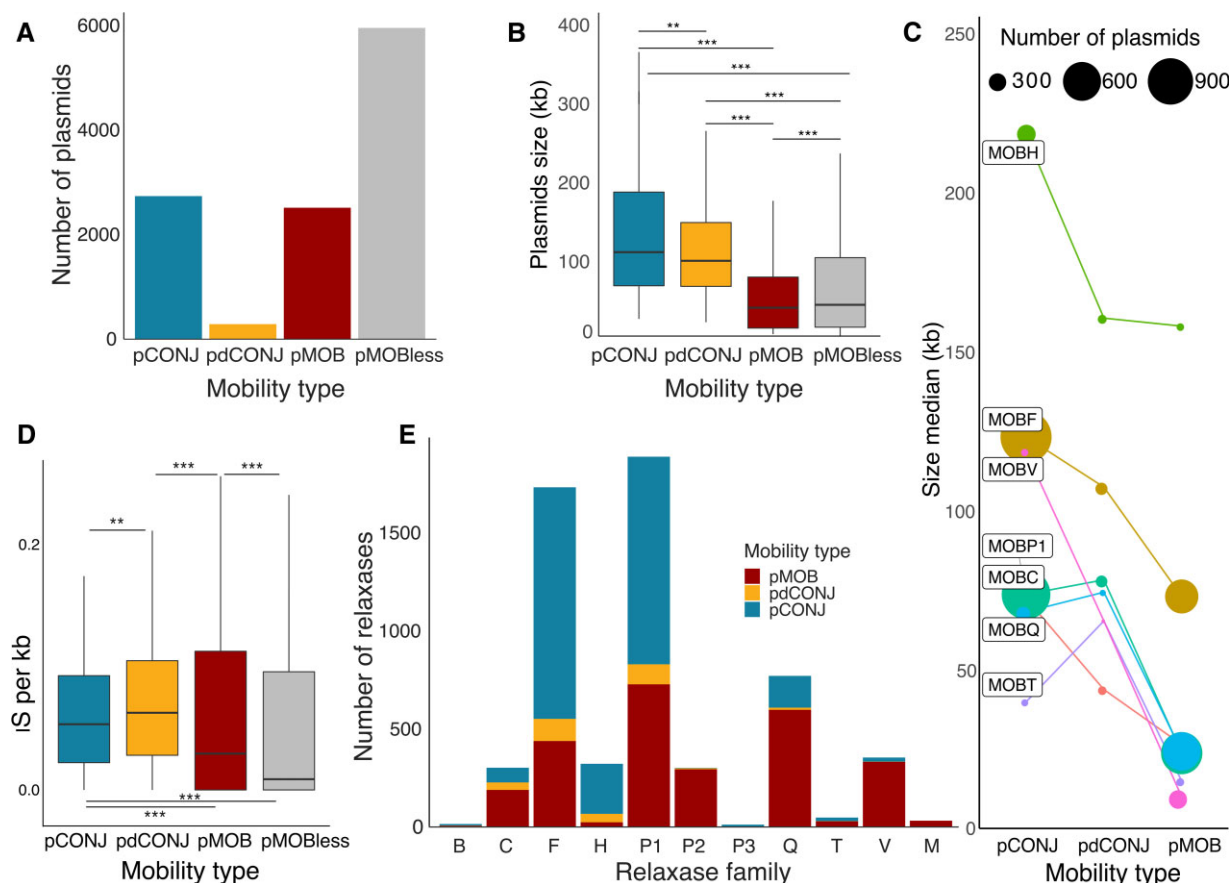 A
6000
4000
2000
0
Number of plasmids
pCONJ pdCONJ pMOB pMOBless
Mobility type
B
400
300
200
100
0
Plasmids size (kb)
**
***
***
***
***
***
pCONJ pdCONJ pMOB pMOBless
Mobility type
C
Number of plasmids
300 600 900
250
200
150
100
50
0
Size median (kb)
MOBH
MOBF
MOBV
MOBP1
MOBC
MOBQ
MOBT
pCONJ pdCONJ pMOB
Mobility type
D
0.2
0.0
IS per kb
*** ***
**
***
***
pCONJ pdCONJ pMOB pMOBless
Mobility type
E
1500
1000
500
0
Number of relaxases
Mobility type
pMOB
pdCONJ
pCONJ
B C F H P1 P2 P3 Q T V M
Relaxase family